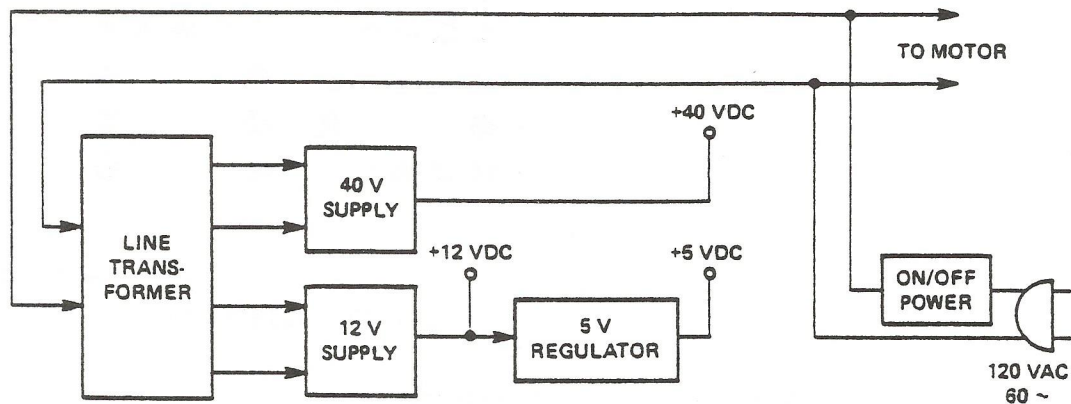 TO MOTOR
+40 VDC
40 V
SUPPLY
LINE
TRANS-
FORMER
+12 VDC
+5 VDC
12 V
SUPPLY
5 V
REGULATOR
ON/OFF
POWER
120 VAC
60 ~